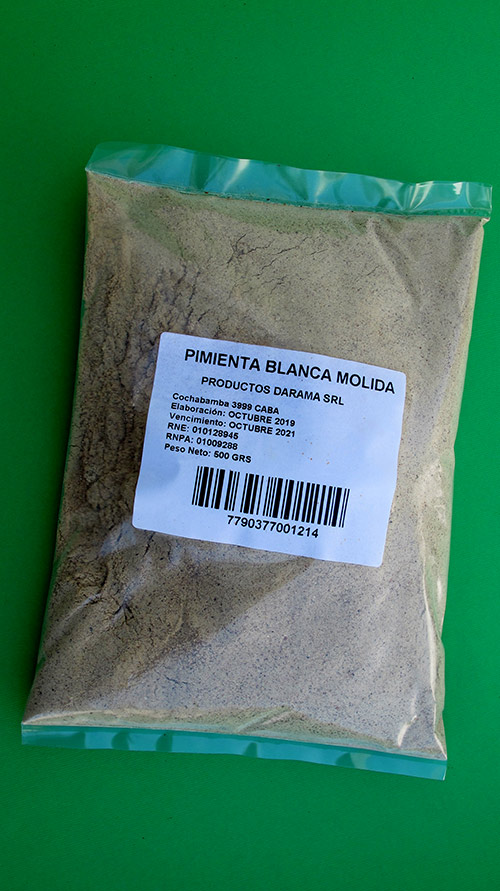 PIMIENTA BLANCA MOLIDA
PRODUCTOS DARAMA SRL
Cochabamba 3999 CABA
Elaboración: OCTUBRE 2019
Vencimiento: OCTUBRE 2021
RNE: 010128945
RNPA: 01009288
Peso Neto: 500 GRS
7790377001214